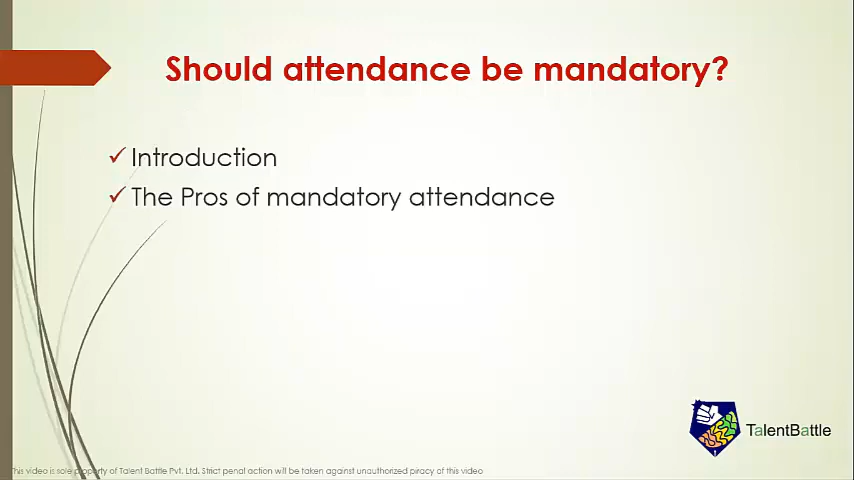 Should attendance be mandatory?
Introduction
The Pros of mandatory attendance
TalentBattle
This video is sole property of Talent Battle Pvt. Ltd. Strict penal action will be taken against unauthorized piracy of this video